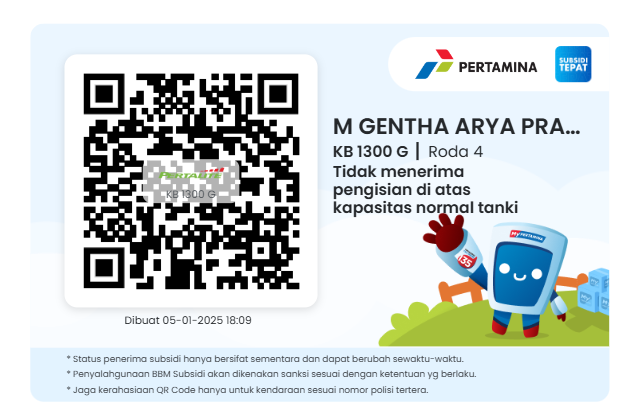 PERTAMINA
SUBSIDI
TEPAT
M GENTHA ARYA PRA...
KB 1300 G | Roda 4
Tidak menerima
pengisian di atas
kapasitas normal tanki
PERTALITE
KB 1300 G
MyPERTAMINA
135
Dibuat 05-01-2025 18:09
* Status penerima subsidi hanya bersifat sementara dan dapat berubah sewaktu-waktu.
* Penyalahgunaan BBM Subsidi akan dikenakan sanksi sesuai dengan ketentuan yg berlaku.
* Jaga kerahasiaan QR Code hanya untuk kendaraan sesuai nomor polisi tertera.